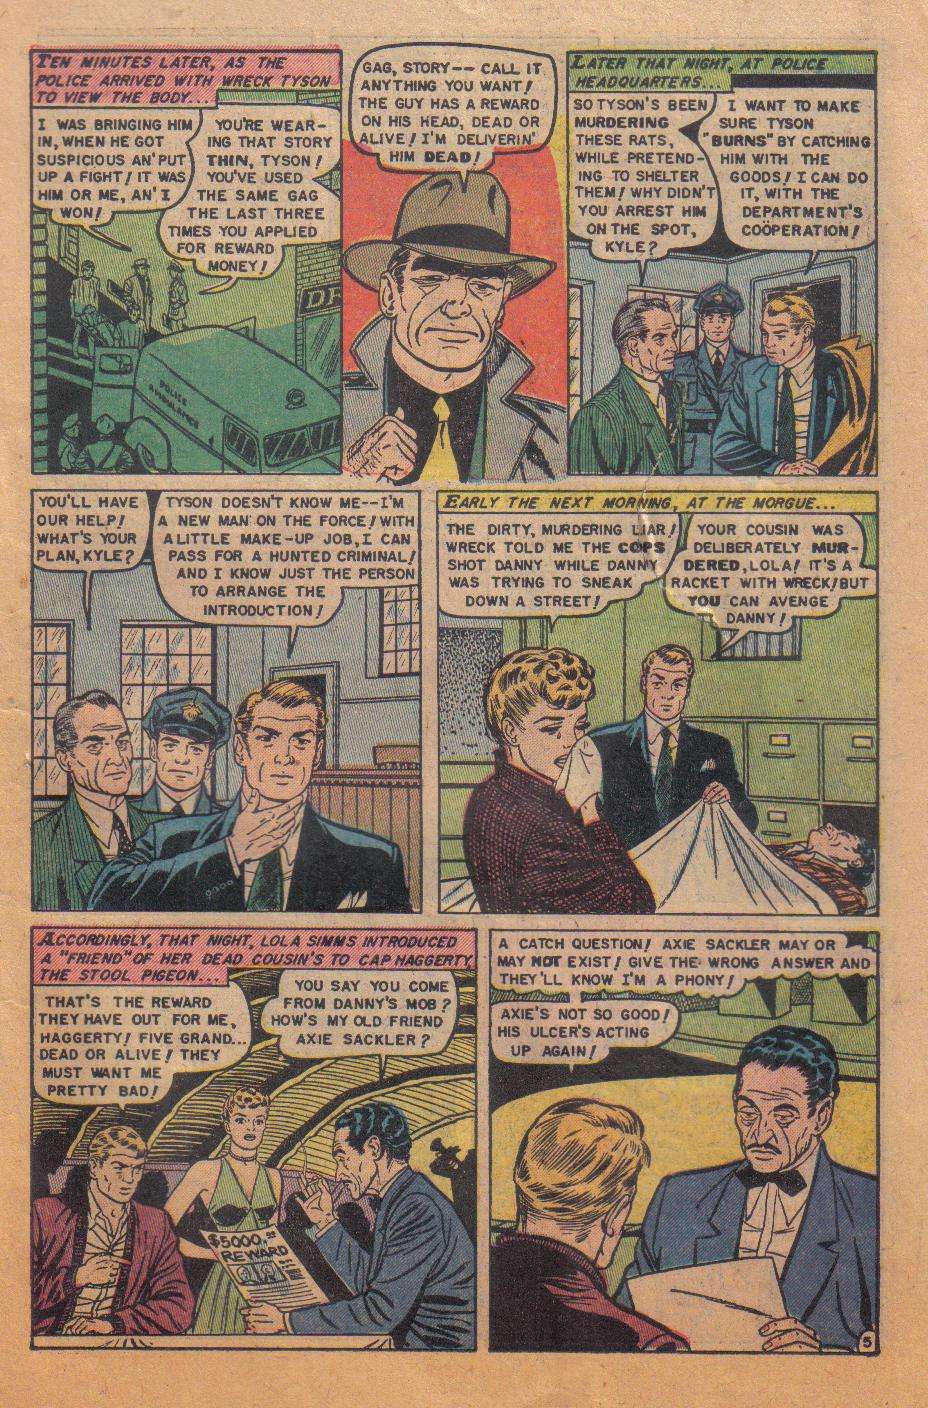 TEN MINUTES LATER, AS THE
POLICE ARRIVED WITH WRECK TYSON
TO VIEW THE BODY...
I WAS BRINGING HIM
IN, WHEN HE GOT
SUSPICIOUS AN' PUT
UP A FIGHT! IT WAS
HIM OR ME, AN' I
WON!
YOU'RE WEAR-
ING THAT STORY
THIN, TYSON!
YOU'VE USED
THE SAME GAG
THE LAST THREE
TIMES YOU APPLIED
FOR REWARD
MONEY!
DR
POLICE
AMBULANCE
GAG, STORY-- CALL IT
ANYTHING YOU WANT!
THE GUY HAS A REWARD
ON HIS HEAD, DEAD OR
ALIVE! I'M DELIVERIN'
HIM DEAD!
LATER THAT NIGHT, AT POLICE
HEADQUARTERS...
SO TYSON'S BEEN
MURDERING
THESE RATS,
WHILE PRETEND-
ING TO SHELTER
THEM! WHY DIDN'T
YOU ARREST HIM
ON THE SPOT,
KYLE?
I WANT TO MAKE
SURE TYSON
"BURNS" BY CATCHING
HIM WITH THE
GOODS! I CAN DO
IT, WITH THE
DEPARTMENT'S
COÖPERATION!
YOU'LL HAVE
OUR HELP!
WHAT'S YOUR
PLAN, KYLE?
TYSON DOESN'T KNOW ME--I'M
A NEW MAN ON THE FORCE! WITH
A LITTLE MAKE-UP JOB, I CAN
PASS FOR A HUNTED CRIMINAL!
AND I KNOW JUST THE PERSON
TO ARRANGE THE
INTRODUCTION!
EARLY THE NEXT MORNING, AT THE MORGUE...
THE DIRTY, MURDERING LIAR!
WRECK TOLD ME THE COPS
SHOT DANNY WHILE DANNY
WAS TRYING TO SNEAK
DOWN A STREET!
YOUR COUSIN WAS
DELIBERATELY MUR-
DERED, LOLA! IT'S A
RACKET WITH WRECK! BUT
YOU CAN AVENGE
DANNY!
ACCORDINGLY, THAT NIGHT, LOLA SIMMS INTRODUCED
A "FRIEND" OF HER DEAD COUSIN'S TO CAP HAGGERTY,
THE STOOL PIGEON...
THAT'S THE REWARD
THEY HAVE OUT FOR ME,
HAGGERTY! FIVE GRAND...
DEAD OR ALIVE! THEY
MUST WANT ME
PRETTY BAD!
YOU SAY YOU COME
FROM DANNY'S MOB?
HOW'S MY OLD FRIEND
AXIE SACKLER?
$5000.00
REWARD
A CATCH QUESTION! AXIE SACKLER MAY OR
MAY NOT EXIST! GIVE THE WRONG ANSWER AND
THEY'LL KNOW I'M A PHONY!
AXIE'S NOT SO GOOD!
HIS ULCER'S ACTING
UP AGAIN!
5